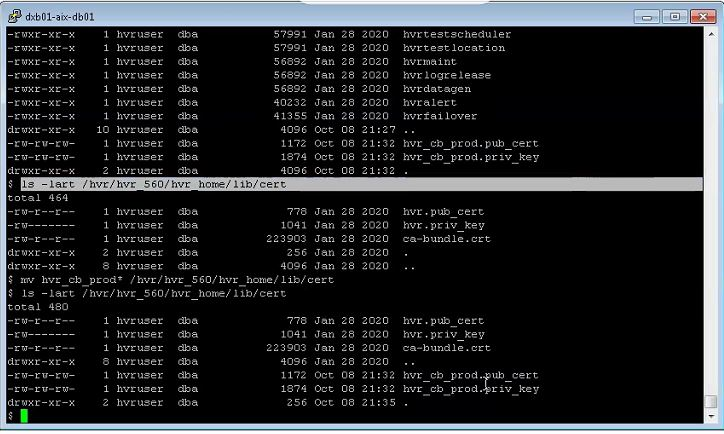 dxb01-aix-db01
-rwxr-xr-x 1 hvruser dba 57991 Jan 28 2020 hvrtestscheduler
-rwxr-xr-x 1 hvruser dba 57991 Jan 28 2020 hvrtestlocation
-rwxr-xr-x 1 hvruser dba 56892 Jan 28 2020 hvrmaint
-rwxr-xr-x 1 hvruser dba 56892 Jan 28 2020 hvrlogrelease
-rwxr-xr-x 1 hvruser dba 56892 Jan 28 2020 hvrdatagen
-rwxr-xr-x 1 hvruser dba 40232 Jan 28 2020 hvralert
-rwxr-xr-x 1 hvruser dba 41355 Jan 28 2020 hvrfailover
drwxr-xr-x 10 hvruser dba 4096 Oct 08 21:27 ..
-rw-rw-rw- 1 hvruser dba 1172 Oct 08 21:32 hvr_cb_prod.pub_cert
-rw-rw-rw- 1 hvruser dba 1874 Oct 08 21:32 hvr_cb_prod.priv_key
drwxr-xr-x 2 hvruser dba 4096 Oct 08 21:32 .
$ ls -lart /hvr/hvr_560/hvr_home/lib/cert
total 464
-rw-r--r-- 1 hvruser dba 778 Jan 28 2020 hvr.pub_cert
-rw------- 1 hvruser dba 1041 Jan 28 2020 hvr.priv_key
-rw-r--r-- 1 hvruser dba 223903 Jan 28 2020 ca-bundle.crt
drwxr-xr-x 2 hvruser dba 256 Jan 28 2020 .
drwxr-xr-x 8 hvruser dba 4096 Jan 28 2020 ..
$ mv hvr_cb_prod* /hvr/hvr_560/hvr_home/lib/cert
$ ls -lart /hvr/hvr_560/hvr_home/lib/cert
total 480
-rw-r--r-- 1 hvruser dba 778 Jan 28 2020 hvr.pub_cert
-rw------- 1 hvruser dba 1041 Jan 28 2020 hvr.priv_key
-rw-r--r-- 1 hvruser dba 223903 Jan 28 2020 ca-bundle.crt
drwxr-xr-x 8 hvruser dba 4096 Jan 28 2020 ..
-rw-rw-rw- 1 hvruser dba 1172 Oct 08 21:32 hvr_cb_prod.pub_cert
-rw-rw-rw- 1 hvruser dba 1874 Oct 08 21:32 hvr_cb_prod.priv_key
drwxr-xr-x 2 hvruser dba 256 Oct 08 21:35 .
$